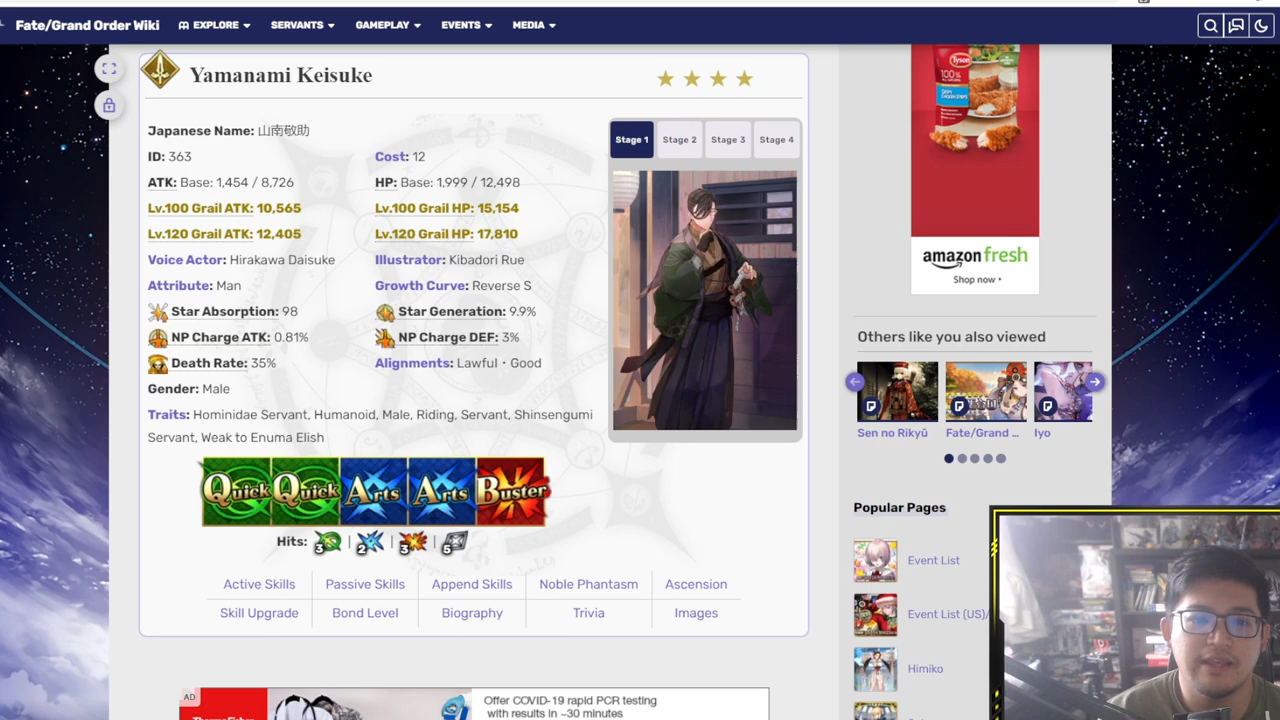 Fate/Grand Order Wiki
EXPLORE
SERVANTS
GAMEPLAY
EVENTS
MEDIA
Yamanami Keisuke
Japanese Name: 山南敬助
ID: 363
Cost: 12
ATK: Base: 1,454 / 8,726
HP: Base: 1,999 / 12,498
Lv.100 Grail ATK: 10,565
Lv.100 Grail HP: 15,154
Lv.120 Grail ATK: 12,405
Lv.120 Grail HP: 17,810
Voice Actor: Hirakawa Daisuke
Illustrator: Kibadori Rue
Attribute: Man
Growth Curve: Reverse S
Star Absorption: 98
Star Generation: 9.9%
NP Charge ATK: 0.81%
NP Charge DEF: 3%
Death Rate: 35%
Alignments: Lawful・Good
Gender: Male
Traits: Hominidae Servant, Humanoid, Male, Riding, Servant, Shinsengumi
Servant, Weak to Enuma Elish
Stage 1
Stage 2
Stage 3
Stage 4
Quick
Quick
Arts
Arts
Buster
Hits: 3 | 2 | 3 | 5
Active Skills
Passive Skills
Append Skills
Noble Phantasm
Ascension
Skill Upgrade
Bond Level
Biography
Trivia
Images
AD
Offer COVID-19 rapid PCR testing
with results in ~30 minutes
Tyson
100%
amazon fresh
Shop now
Others like you also viewed
Sen no Rikyū
Fate/Grand ...
Iyo
Popular Pages
Event List
Event List (US)/
Himiko